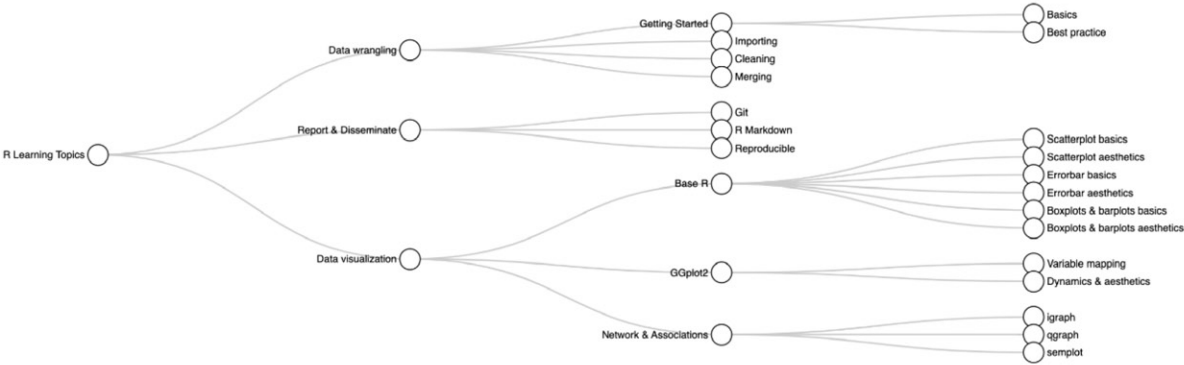 R Learning Topics
Data wrangling
Getting Started
Basics
Best practice
Importing
Cleaning
Merging
Report & Disseminate
Git
R Markdown
Reproducible
Data visualization
Base R
Scatterplot basics
Scatterplot aesthetics
Errorbar basics
Errorbar aesthetics
Boxplots & barplots basics
Boxplots & barplots aesthetics
GGplot2
Variable mapping
Dynamics & aesthetics
Network & Associations
igraph
qgraph
semplot